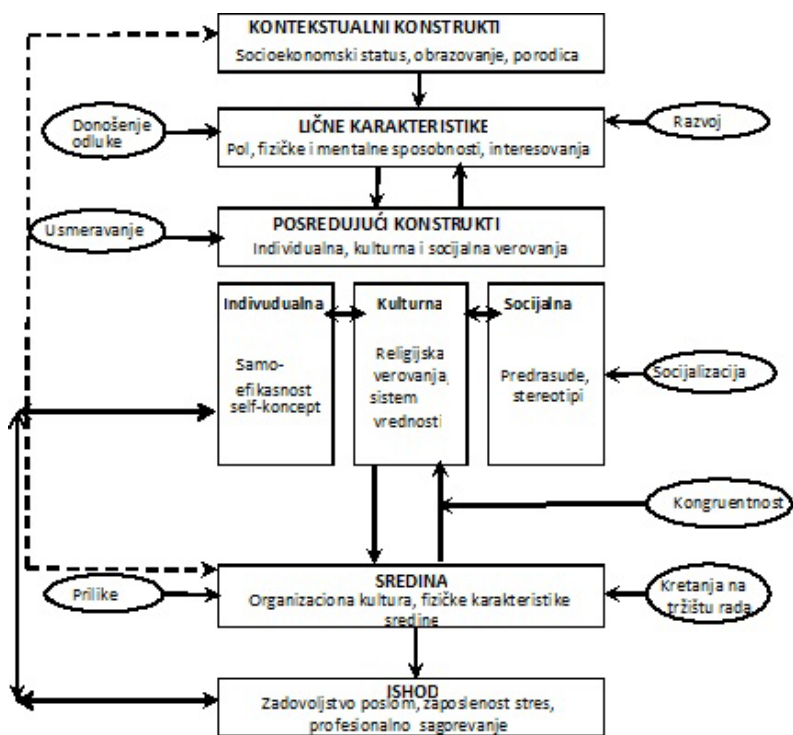 KONTEKSTUALNI KONSTRUKTI
Socioekonomski status, obrazovanje, porodica
Donošenje
odluke
LIČNE KARAKTERISTIKE
Pol, fizičke i mentalne sposobnosti, interesovanja
Razvoj
Usmeravanje
POSREDUJUĆI KONSTRUKTI
Individualna, kulturna i socijalna verovanja
Indivudualna
Samo-
efikasnost
self-koncept
Kulturna
Religijska
verovanja,
sistem
vrednosti
Socijalna
Predrasude,
stereotipi
Socijalizacija
Kongruentnost
Prilike
SREDINA
Organizaciona kultura, fizičke karakteristike
sredine
Kretanja na
tržištu rada
ISHOD
Zadovoljstvo poslom, zaposlenost stres,
profesionalno sagorevanje